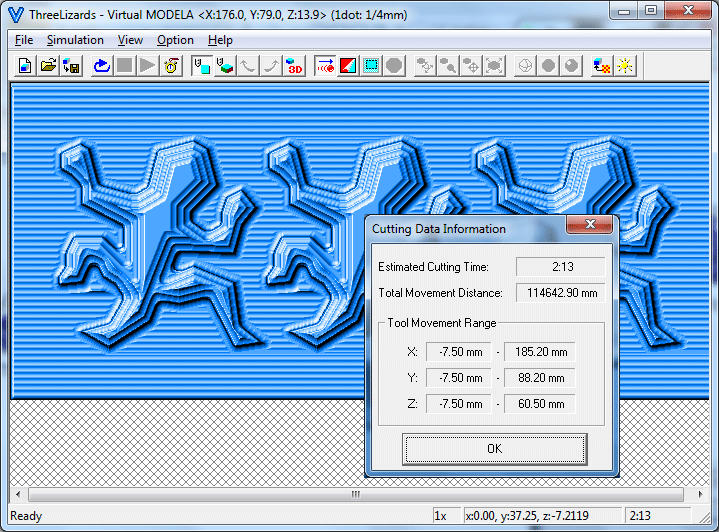 ThreeLizards - Virtual MODELA <X:176.0, Y:79.0, Z:13.9> (1dot: 1/4mm)
File Simulation View Option Help
3D
Cutting Data Information
Estimated Cutting Time: 2:13
Total Movement Distance: 114642.90 mm
Tool Movement Range
X: -7.50 mm - 185.20 mm
Y: -7.50 mm - 88.20 mm
Z: -7.50 mm - 60.50 mm
OK
Ready 1x x:0.00, y:37.25, z:-7.2119 2:13